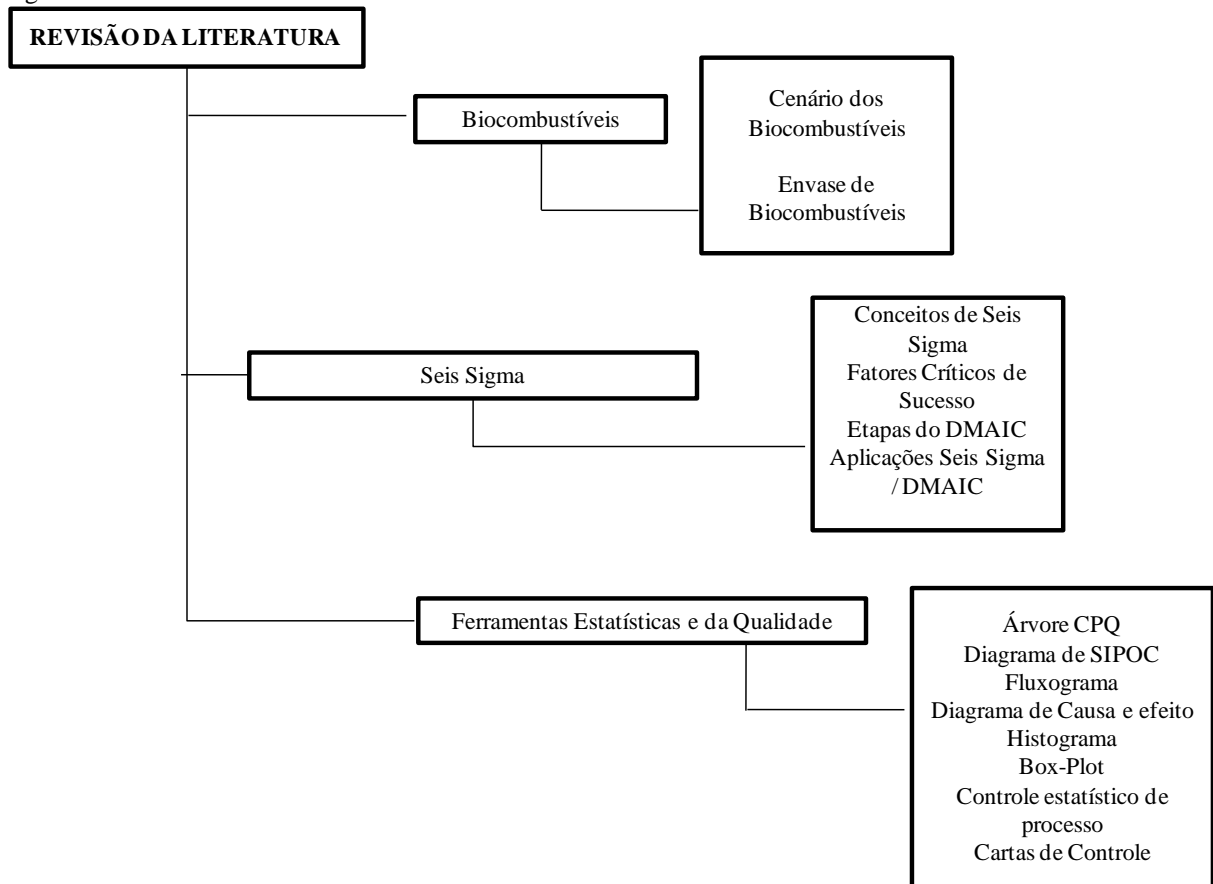 REVISÃO DA LITERATURA
Biocombustíveis
Cenário dos
Biocombustíveis
Envase de
Biocombustíveis
Seis Sigma
Conceitos de Seis
Sigma
Fatores Críticos de
Sucesso
Etapas do DMAIC
Aplicações Seis Sigma
/ DMAIC
Ferramentas Estatísticas e da Qualidade
Árvore CPQ
Diagrama de SIPOC
Fluxograma
Diagrama de Causa e efeito
Histograma
Box-Plot
Controle estatístico de
processo
Cartas de Controle